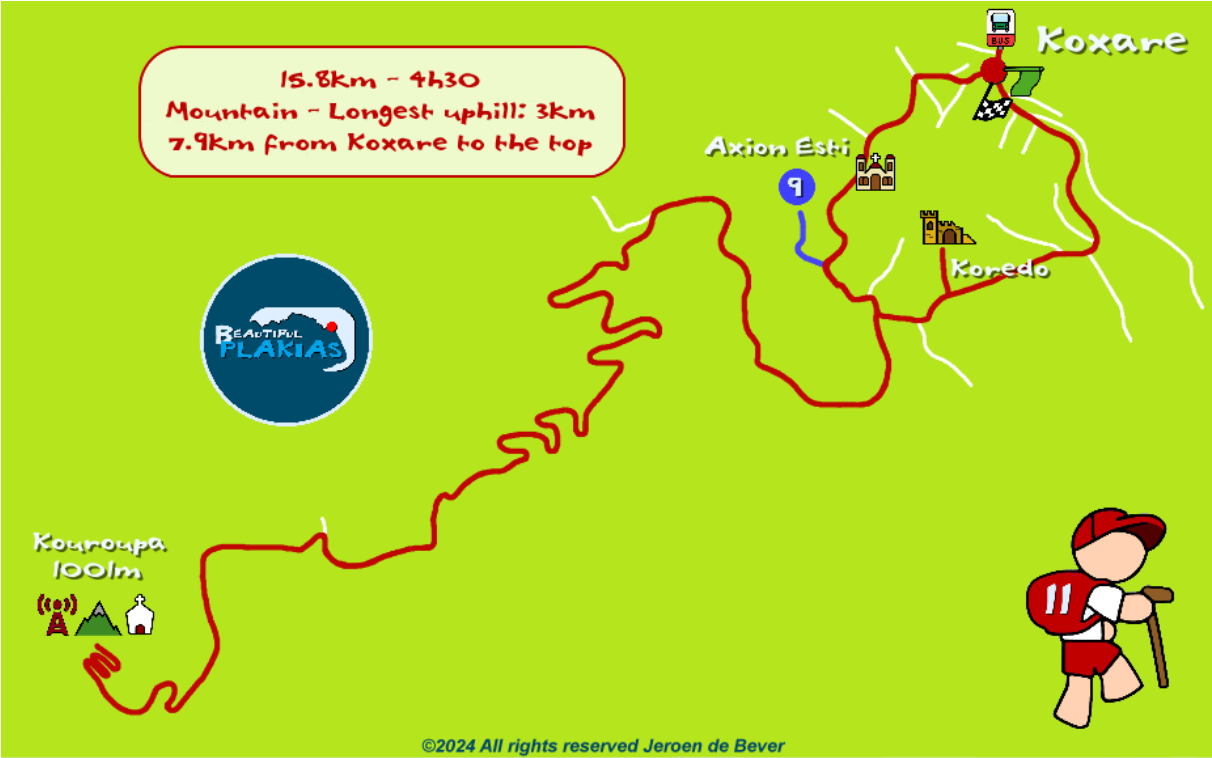 BUS
Koxare
15.8km - 4h30
Mountain - Longest uphill: 3km
7.9km from Koxare to the top
Axion Esti
9
Koredo
BEAUTIFUL
PLAKIAS
Kouroupa
1001m
11
©2024 All rights reserved Jeroen de Bever